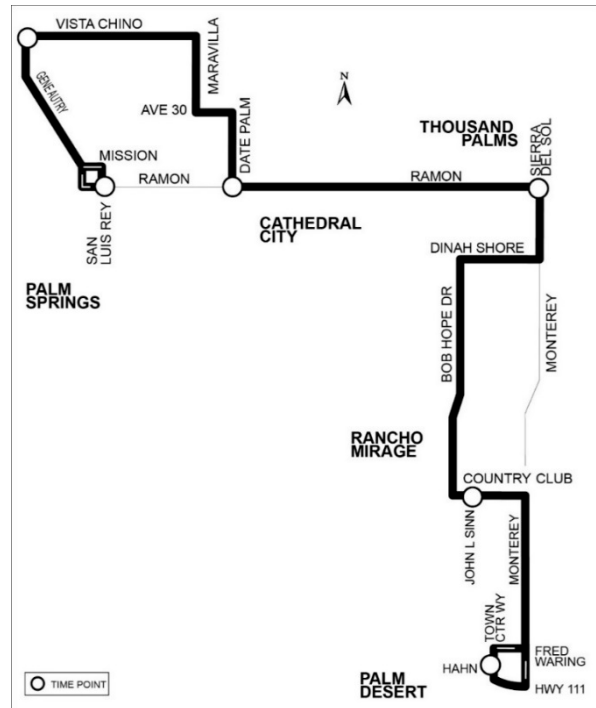 VISTA CHINO
MARAVILLA
GENE AUTRY
N
AVE 30
DATE PALM
THOUSAND
PALMS
SIERRA
DEL SOL
MISSION
RAMON
RAMON
SAN
LUIS REY
CATHEDRAL
CITY
DINAH SHORE
PALM
SPRINGS
BOB HOPE DR
MONTEREY
RANCHO
MIRAGE
COUNTRY CLUB
JOHN L SINN
MONTEREY
TOWN
CTR WY
FRED
WARING
HAHN
PALM
DESERT
HWY 111
TIME POINT